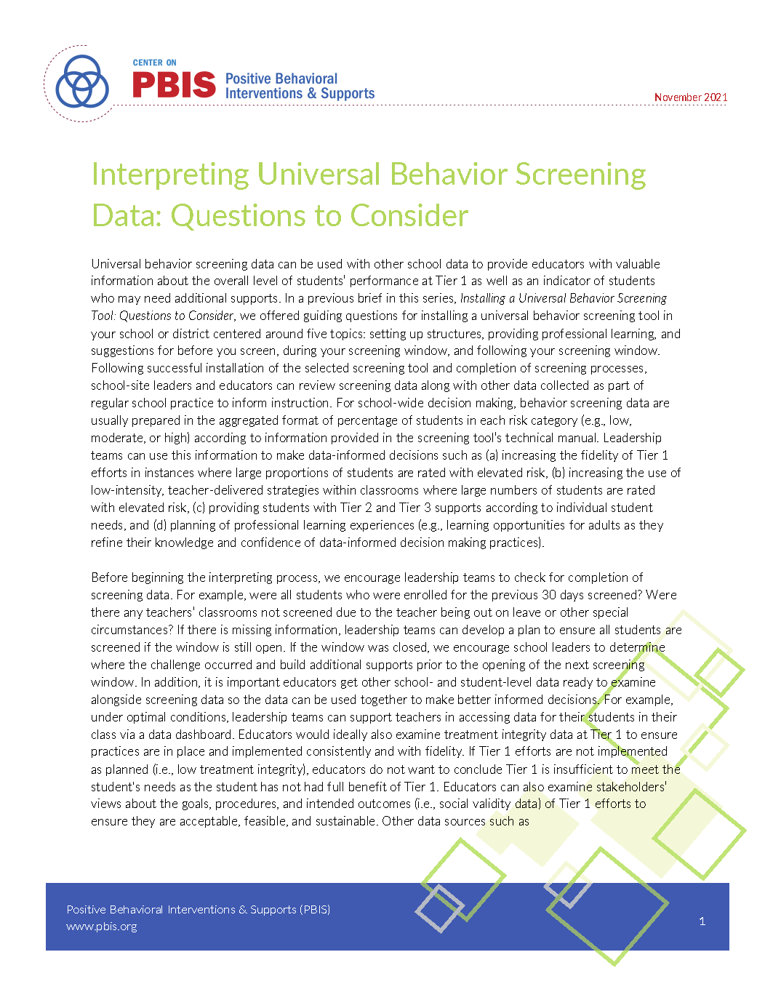 CENTER ON
PBIS Positive Behavioral
Interventions & Supports
November 2021
Interpreting Universal Behavior Screening
Data: Questions to Consider
Universal behavior screening data can be used with other school data to provide educators with valuable
information about the overall level of students' performance at Tier 1 as well as an indicator of students
who may need additional supports. In a previous brief in this series, Installing a Universal Behavior Screening
Tool: Questions to Consider, we offered guiding questions for installing a universal behavior screening tool in
your school or district centered around five topics: setting up structures, providing professional learning, and
suggestions for before you screen, during your screening window, and following your screening window.
Following successful installation of the selected screening tool and completion of screening processes,
school-site leaders and educators can review screening data along with other data collected as part of
regular school practice to inform instruction. For school-wide decision making, behavior screening data are
usually prepared in the aggregated format of percentage of students in each risk category (e.g., low,
moderate, or high) according to information provided in the screening tool's technical manual. Leadership
teams can use this information to make data-informed decisions such as (a) increasing the fidelity of Tier 1
efforts in instances where large proportions of students are rated with elevated risk, (b) increasing the use of
low-intensity, teacher-delivered strategies within classrooms where large numbers of students are rated
with elevated risk, (c) providing students with Tier 2 and Tier 3 supports according to individual student
needs, and (d) planning of professional learning experiences (e.g., learning opportunities for adults as they
refine their knowledge and confidence of data-informed decision making practices).
Before beginning the interpreting process, we encourage leadership teams to check for completion of
screening data. For example, were all students who were enrolled for the previous 30 days screened? Were
there any teachers' classrooms not screened due to the teacher being out on leave or other special
circumstances? If there is missing information, leadership teams can develop a plan to ensure all students are
screened if the window is still open. If the window was closed, we encourage school leaders to determine
where the challenge occurred and build additional supports prior to the opening of the next screening
window. In addition, it is important educators get other school- and student-level data ready to examine
alongside screening data so the data can be used together to make better informed decisions. For example,
under optimal conditions, leadership teams can support teachers in accessing data for their students in their
class via a data dashboard. Educators would ideally also examine treatment integrity data at Tier 1 to ensure
practices are in place and implemented consistently and with fidelity. If Tier 1 efforts are not implemented
as planned (i.e., low treatment integrity), educators do not want to conclude Tier 1 is insufficient to meet the
student's needs as the student has not had full benefit of Tier 1. Educators can also examine stakeholders'
views about the goals, procedures, and intended outcomes (i.e., social validity data) of Tier 1 efforts to
ensure they are acceptable, feasible, and sustainable. Other data sources such as
Positive Behavioral Interventions & Supports (PBIS)
www.pbis.org
1